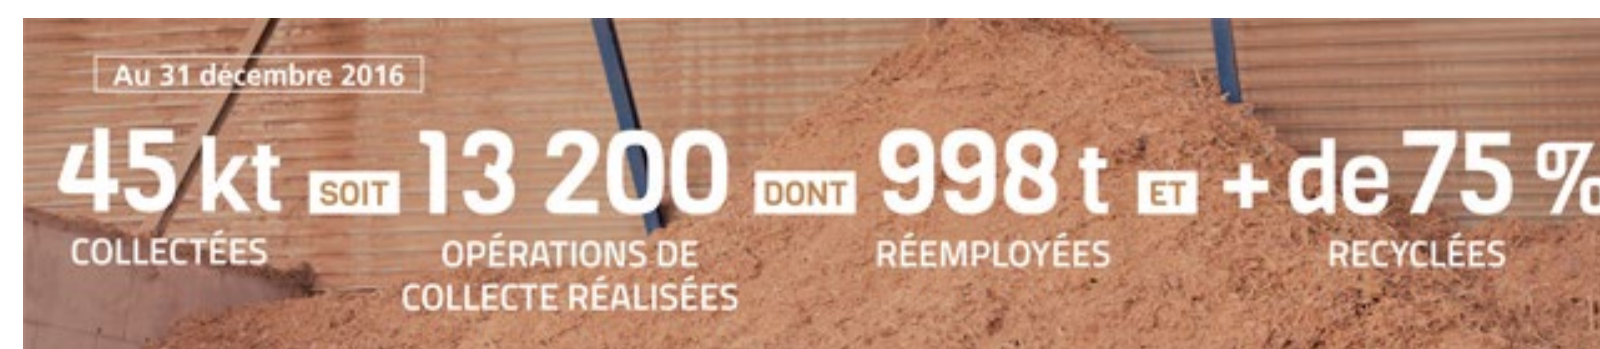 Au 31 décembre 2016
45 kt SOIT 13 200 DONT 998 t ET + de 75 %
COLLECTÉES OPÉRATIONS DE RÉEMPLOYÉES RECYCLÉES
COLLECTE RÉALISÉES